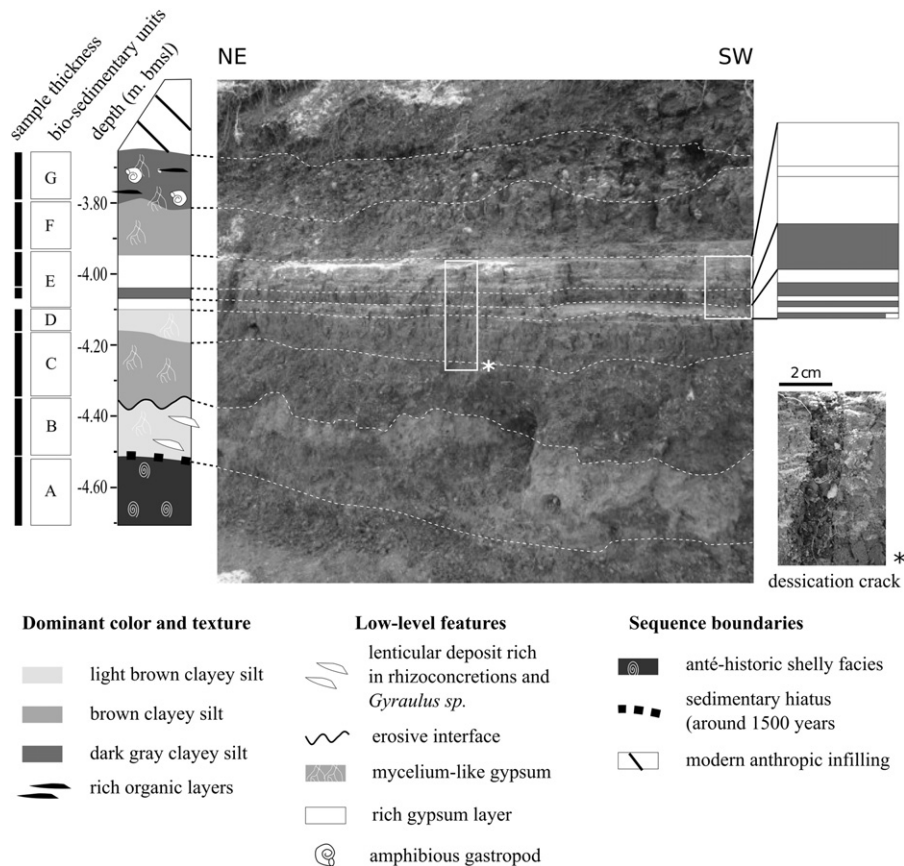 sample thickness
bio-sedimentary units
depth (m. bmsl)
NE
SW
G
F
E
D
C
B
A
-3.80
-4.00
-4.20
-4.40
-4.60
*
2 cm
*
dessication crack
Dominant color and texture
light brown clayey silt
brown clayey silt
dark gray clayey silt
rich organic layers
Low-level features
lenticular deposit rich
in rhizoconcretions and
Gyraulus sp.
erosive interface
mycelium-like gypsum
rich gypsum layer
amphibious gastropod
Sequence boundaries
anté-historic shelly facies
sedimentary hiatus
(around 1500 years
modern anthropic infilling